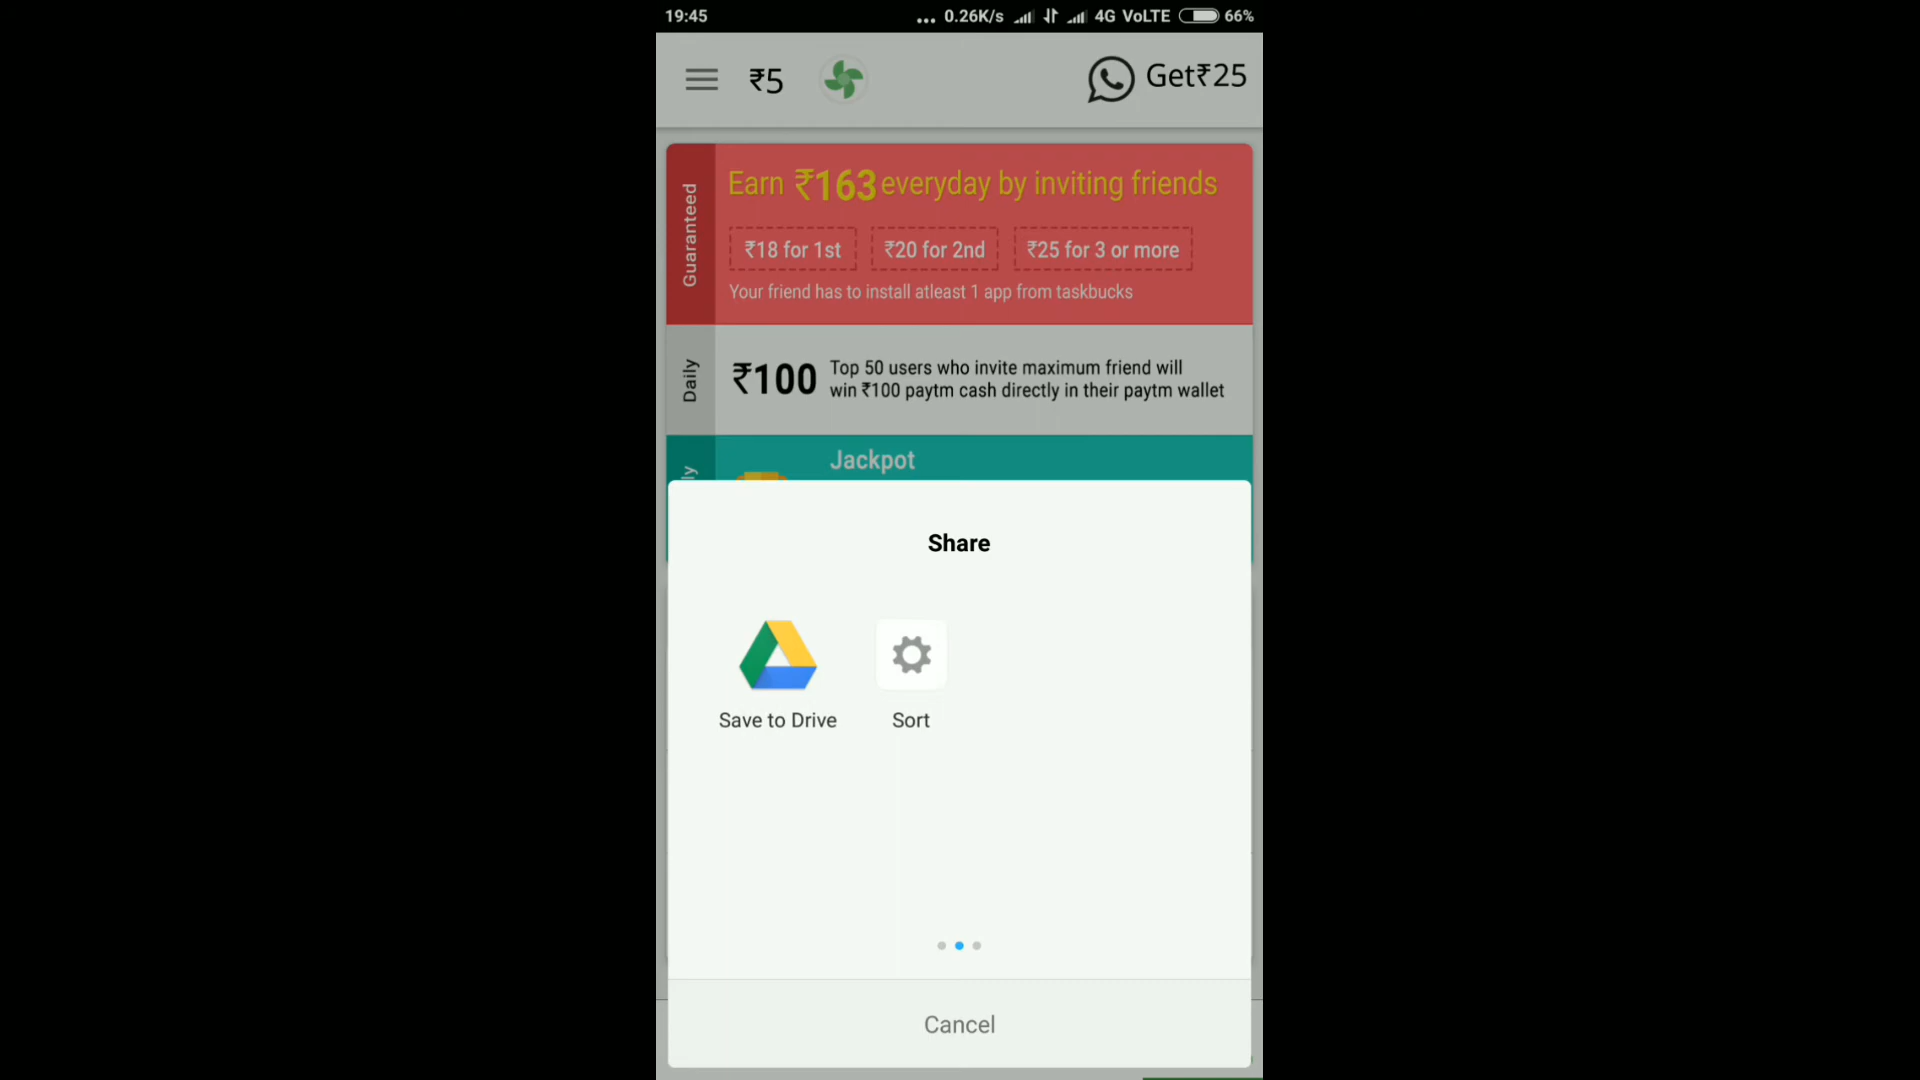 19:45
... 0.26K/s 4G VoLTE 66%
₹5
Get₹25
Guaranteed
Earn ₹163 everyday by inviting friends
₹18 for 1st ₹20 for 2nd ₹25 for 3 or more
Your friend has to install atleast 1 app from taskbucks
Daily
₹100
Top 50 users who invite maximum friend will
win ₹100 paytm cash directly in their paytm wallet
Jackpot
Share
Save to Drive
Sort
Cancel